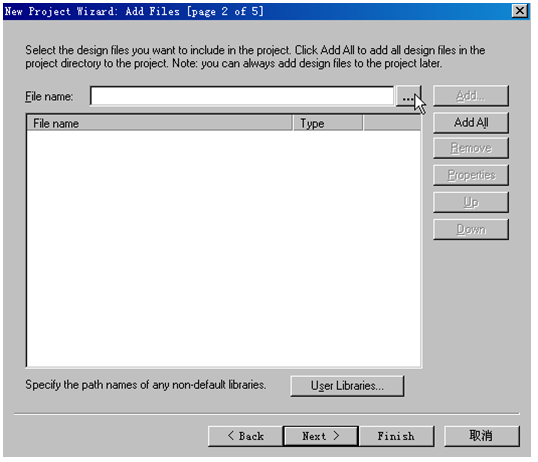 New Project Wizard: Add Files [page 2 of 5]
Select the design files you want to include in the project. Click Add All to add all design files in the
project directory to the project. Note: you can always add design files to the project later.
File name: ... Add...
File name Type Add All
Remove
Properties
Up
Down
Specify the path names of any non-default libraries. User Libraries...
< Back Next > Finish 取消